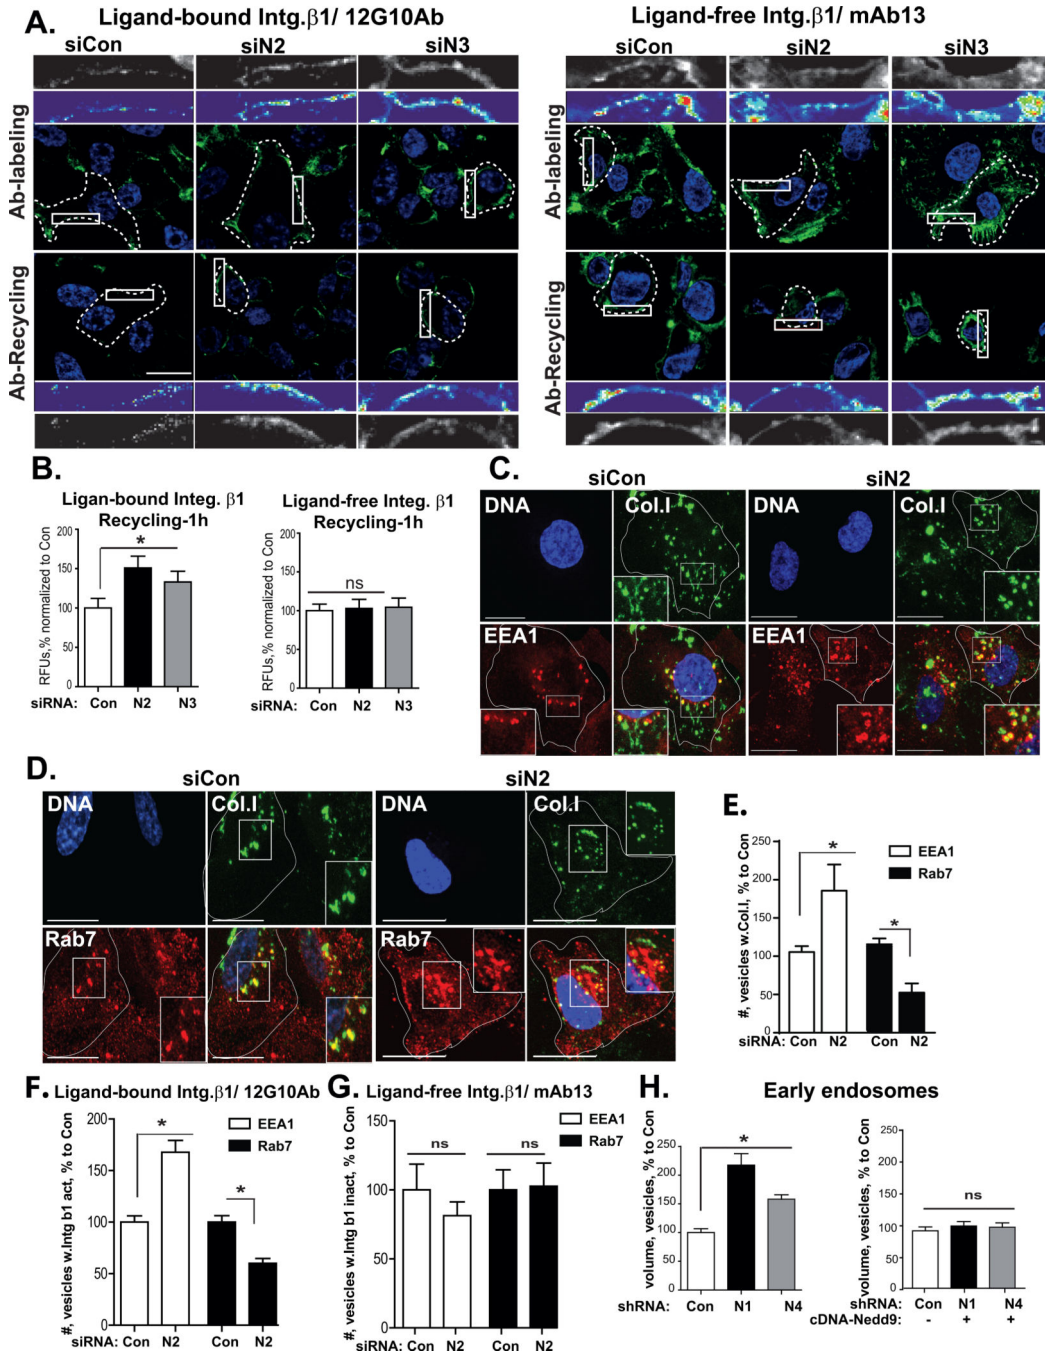 A.
Ligand-bound Intg.β1/ 12G10Ab
siCon siN2 siN3
Ab-labeling
Ab-Recycling
Ligand-free Intg.β1/ mAb13
siCon siN2 siN3
Ab-labeling
Ab-Recycling
B.
Ligan-bound Integ. β1
Recycling-1h
RFUs,% normalized to Con
200
150
100
50
0
*
siRNA: Con N2 N3
Ligand-free Integ. β1
Recycling-1h
RFUs,% normalized to Con
200
150
100
50
0
ns
siRNA: Con N2 N3
C.
siCon siN2
DNA Col.I DNA Col.I
EEA1 EEA1
D.
siCon siN2
DNA Col.I DNA Col.I
Rab7 Rab7
E.
#, vesicles w.Col.I, % to Con
250
200
150
100
50
0
*
*
EEA1
Rab7
siRNA: Con N2 Con N2
F. Ligand-bound Intg.β1/ 12G10Ab
#, vesicles w.Intg b1 act, % to Con
200
150
100
50
0
*
*
EEA1
Rab7
siRNA: Con N2 Con N2
G. Ligand-free Intg.β1/ mAb13
#, vesicles w.Intg b1 inact, % to Con
150
100
50
0
ns ns
EEA1
Rab7
siRNA: Con N2 Con N2
H. Early endosomes
volume, vesicles, % to Con
250
200
150
100
50
0
*
shRNA: Con N1 N4
volume, vesicles, % to Con
250
200
150
100
50
0
ns
shRNA: Con N1 N4
cDNA-Nedd9: - + +